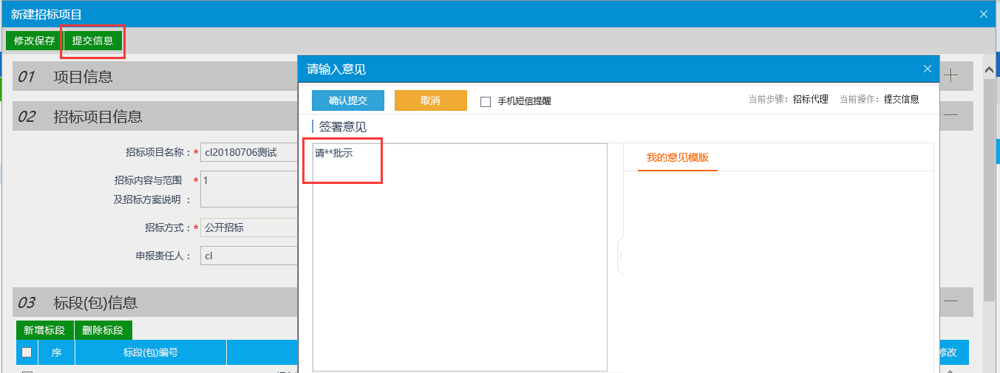 新建招标项目
修改保存 提交信息
01 项目信息
02 招标项目信息
招标项目名称：* cl20180706测试
招标内容与范围 * 1
及招标方案说明 ：
招标方式：* 公开招标
申报责任人： cl
03 标段(包)信息
新增标段 删除标段
序 标段(包)编号
修改
请输入意见
确认提交 取消 手机短信提醒 当前步骤：招标代理 当前操作：提交信息
签署意见
请**批示
我的意见模版